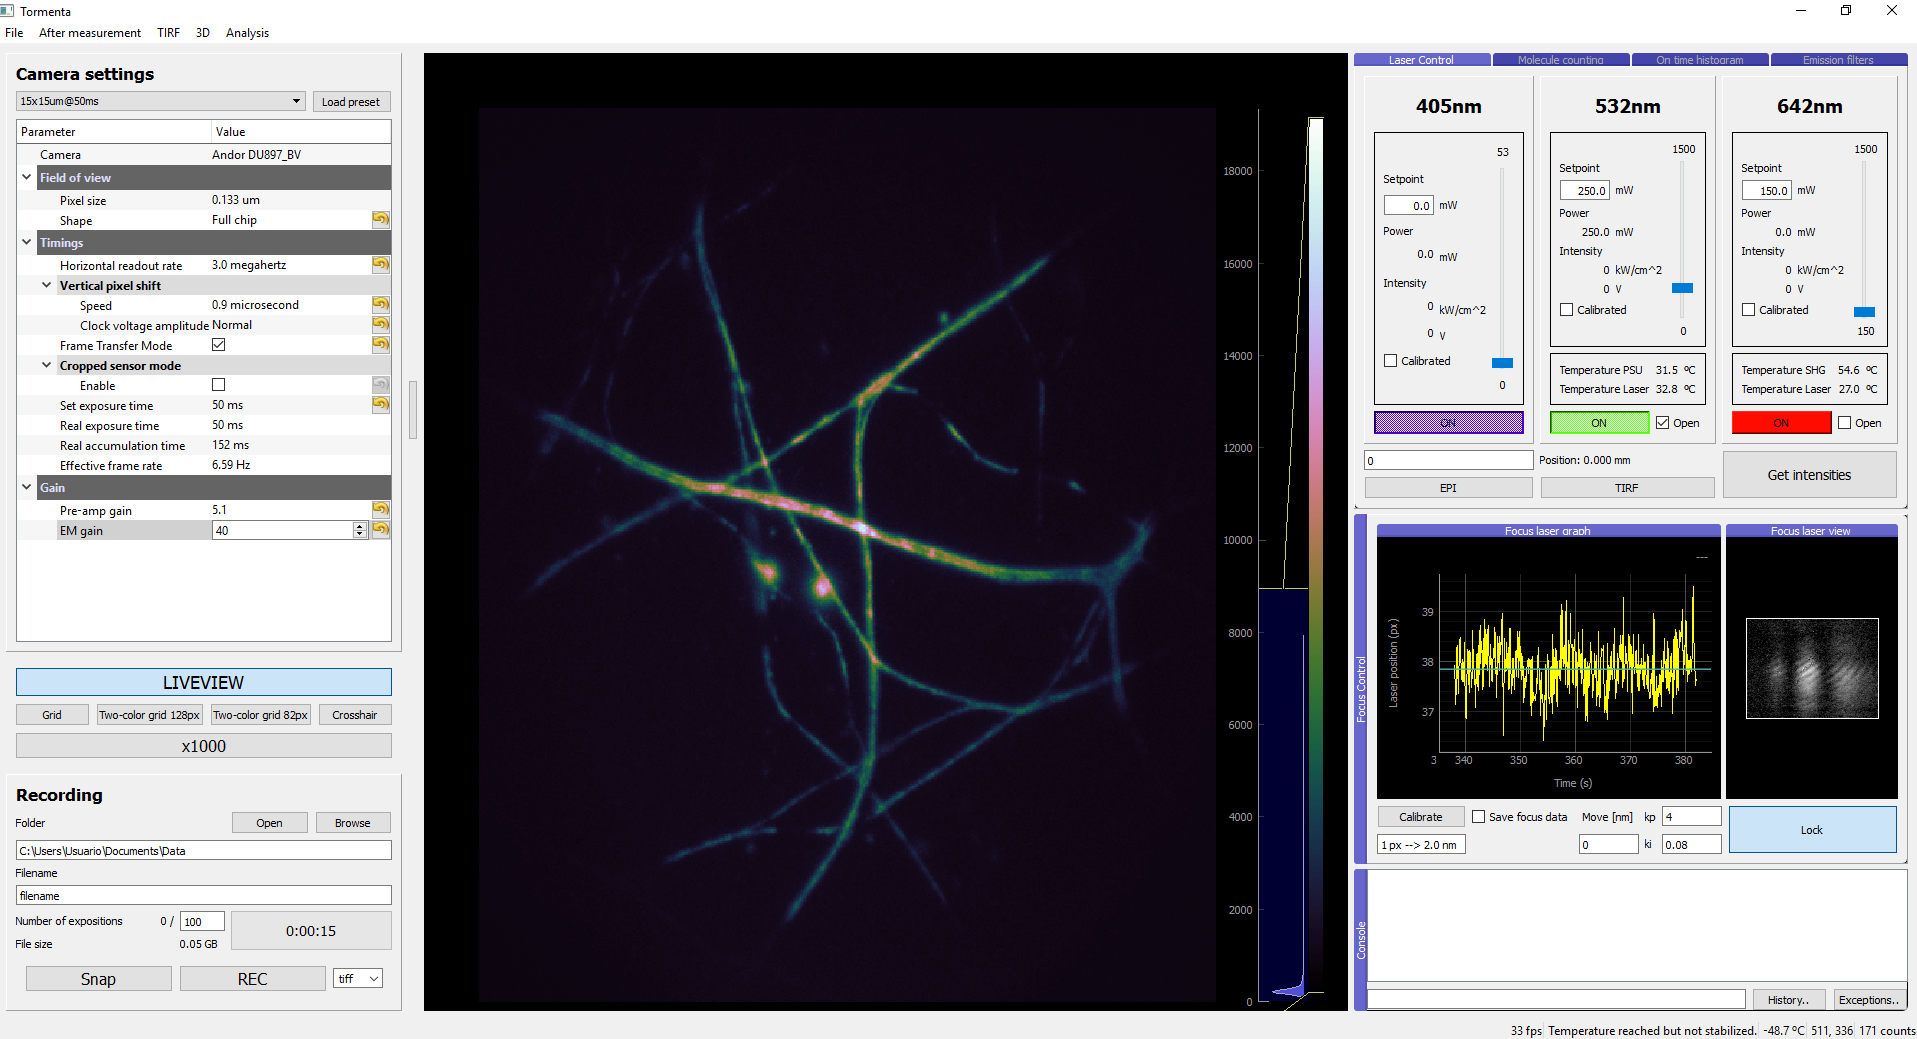 Tormenta
File After measurement TIRF 3D Analysis
Camera settings
15x15um@50ms Load preset
Parameter Value
Camera Andor DU897_BV
Field of view
Pixel size 0.133 um
Shape Full chip
Timings
Horizontal readout rate 3.0 megahertz
Vertical pixel shift
Speed 0.9 microsecond
Clock voltage amplitude Normal
Frame Transfer Mode
Cropped sensor mode
Enable
Set exposure time 50 ms
Real exposure time 50 ms
Real accumulation time 152 ms
Effective frame rate 6.59 Hz
Gain
Pre-amp gain 5.1
EM gain 40
LIVEVIEW
Grid Two-color grid 128px Two-color grid 82px Crosshair
x1000
Recording
Folder Open Browse
C:\Users\Usuario\Documents\Data
Filename
filename
Number of expositions 0 / 100
File size 0.05 GB
0:00:15
Snap REC tiff
18000
16000
14000
12000
10000
8000
6000
4000
2000
0
Laser Control Molecule counting On time histogram Emission filters
405nm
53
Setpoint
0.0 mW
Power
0.0 mW
Intensity
0 kW/cm^2
0 V
Calibrated
0
ON
532nm
1500
Setpoint
250.0 mW
Power
250.0 mW
Intensity
0 kW/cm^2
0 V
Calibrated
0
Temperature PSU 31.5 ºC
Temperature Laser 32.8 ºC
ON Open
642nm
1500
Setpoint
150.0 mW
Power
0.0 mW
Intensity
0 kW/cm^2
0 V
Calibrated
150
Temperature SHG 54.6 ºC
Temperature Laser 27.0 ºC
ON Open
0 Position: 0.000 mm
EPI TIRF
Get intensities
Focus Control
Focus laser graph
---
Laser position (px)
39
38
37
3 340 350 360 370 380
Time (s)
Focus laser view
Calibrate Save focus data Move [nm] kp 4
1 px --> 2.0 nm 0 ki 0.08
Lock
Console
History.. Exceptions..
33 fps Temperature reached but not stabilized. -48.7 ºC 511, 336 171 counts